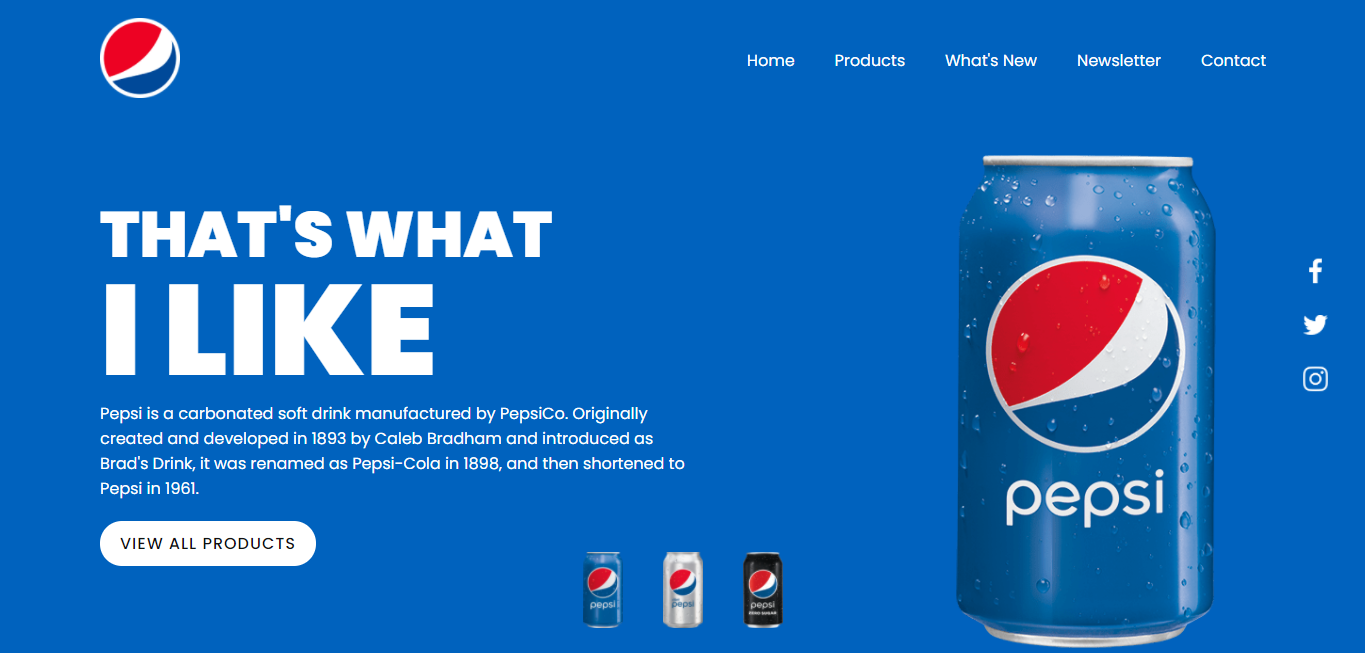 Home Products What's New Newsletter Contact
THAT'S WHAT
I LIKE
Pepsi is a carbonated soft drink manufactured by PepsiCo. Originally
created and developed in 1893 by Caleb Bradham and introduced as
Brad's Drink, it was renamed as Pepsi-Cola in 1898, and then shortened to
Pepsi in 1961.
VIEW ALL PRODUCTS
pepsi
pepsi
pepsi
pepsi
ZERO SUGAR